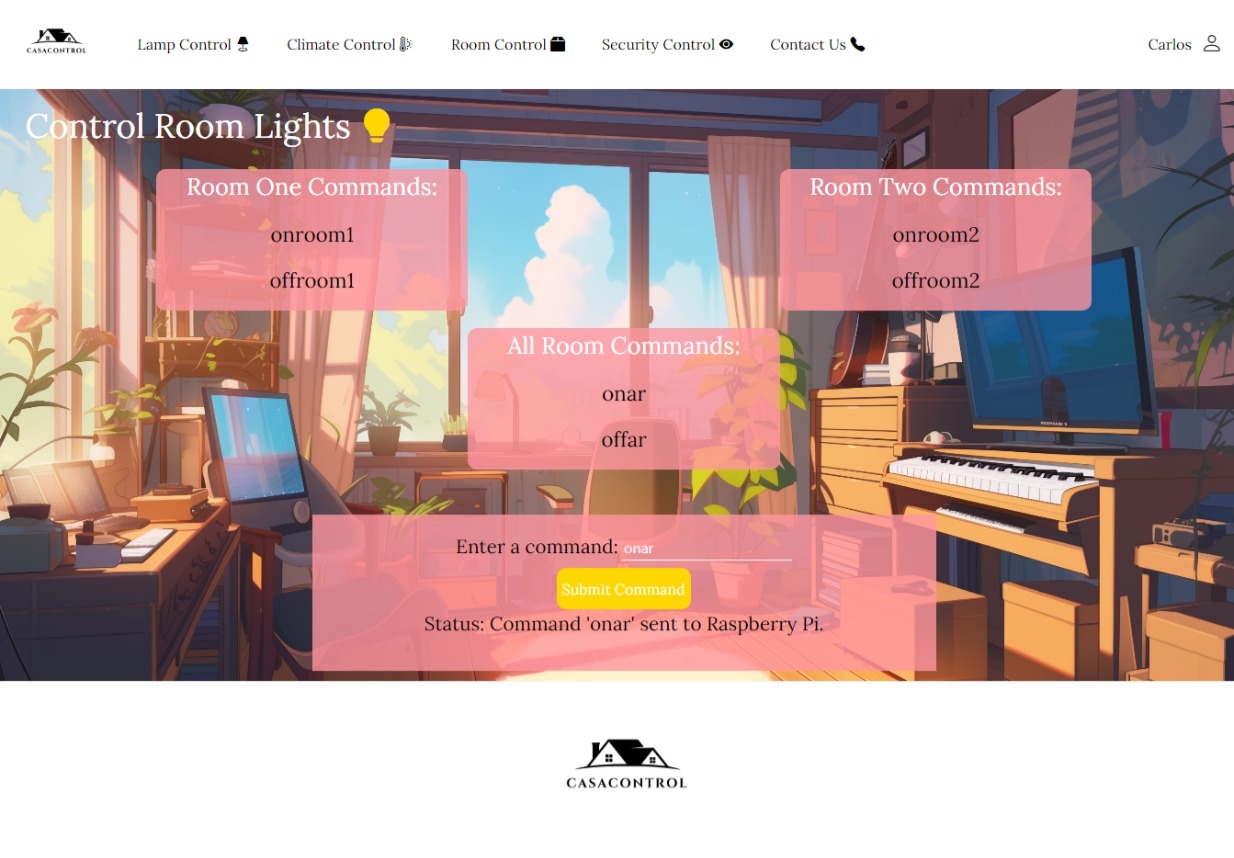 CASACONTROL
Lamp Control
Climate Control
Room Control
Security Control
Contact Us
Carlos
Control Room Lights
Room One Commands:
onroom1
offroom1
Room Two Commands:
onroom2
offroom2
All Room Commands:
onar
offar
Enter a command: onar
Submit Command
Status: Command 'onar' sent to Raspberry Pi.
CASACONTROL